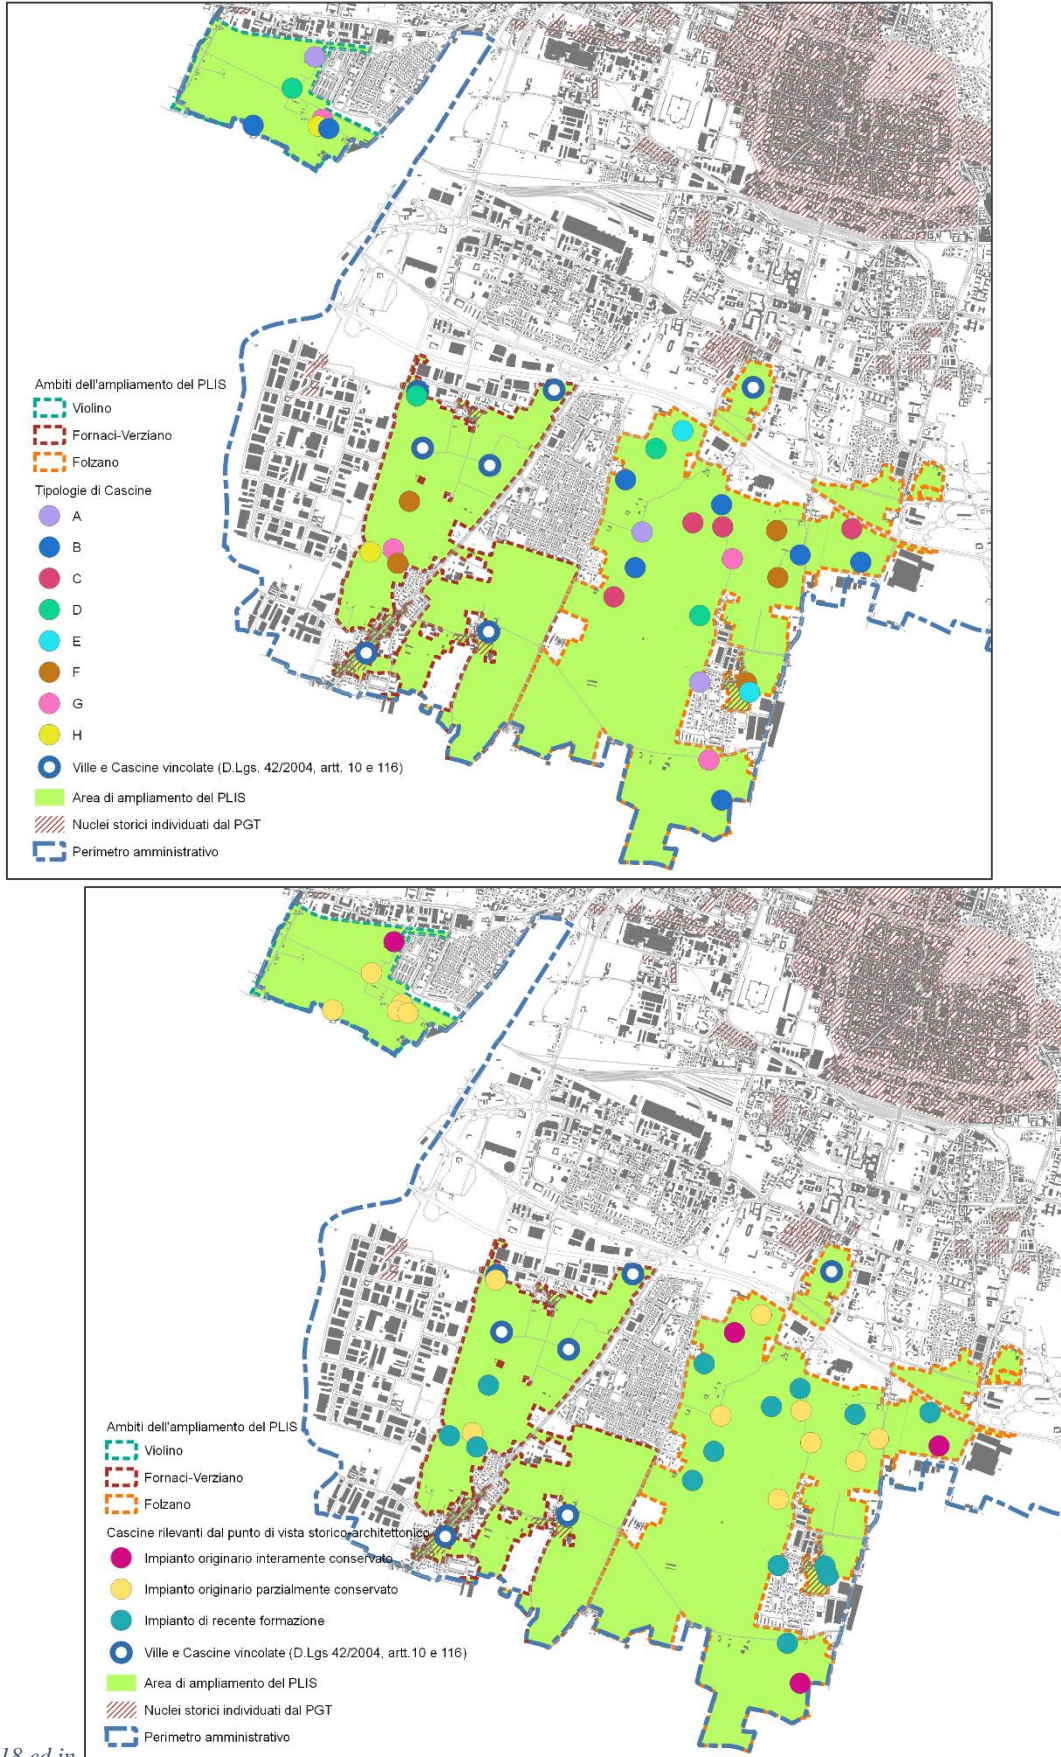 Ambiti dell'ampliamento del PLIS
Violino
Fornaci-Verziano
Folzano
Tipologie di Cascine
A
B
C
D
E
F
G
H
Ville e Cascine vincolate (D.Lgs. 42/2004, artt. 10 e 116)
Area di ampliamento del PLIS
Nuclei storici individuati dal PGT
Perimetro amministrativo
Ambiti dell'ampliamento del PLIS
Violino
Fornaci-Verziano
Folzano
Cascine rilevanti dal punto di vista storico-architettonico
Impianto originario interamente conservato
Impianto originario parzialmente conservato
Impianto di recente formazione
Ville e Cascine vincolate (D.Lgs 42/2004, artt.10 e 116)
Area di ampliamento del PLIS
Nuclei storici individuati dal PGT
Perimetro amministrativo
18 ed in